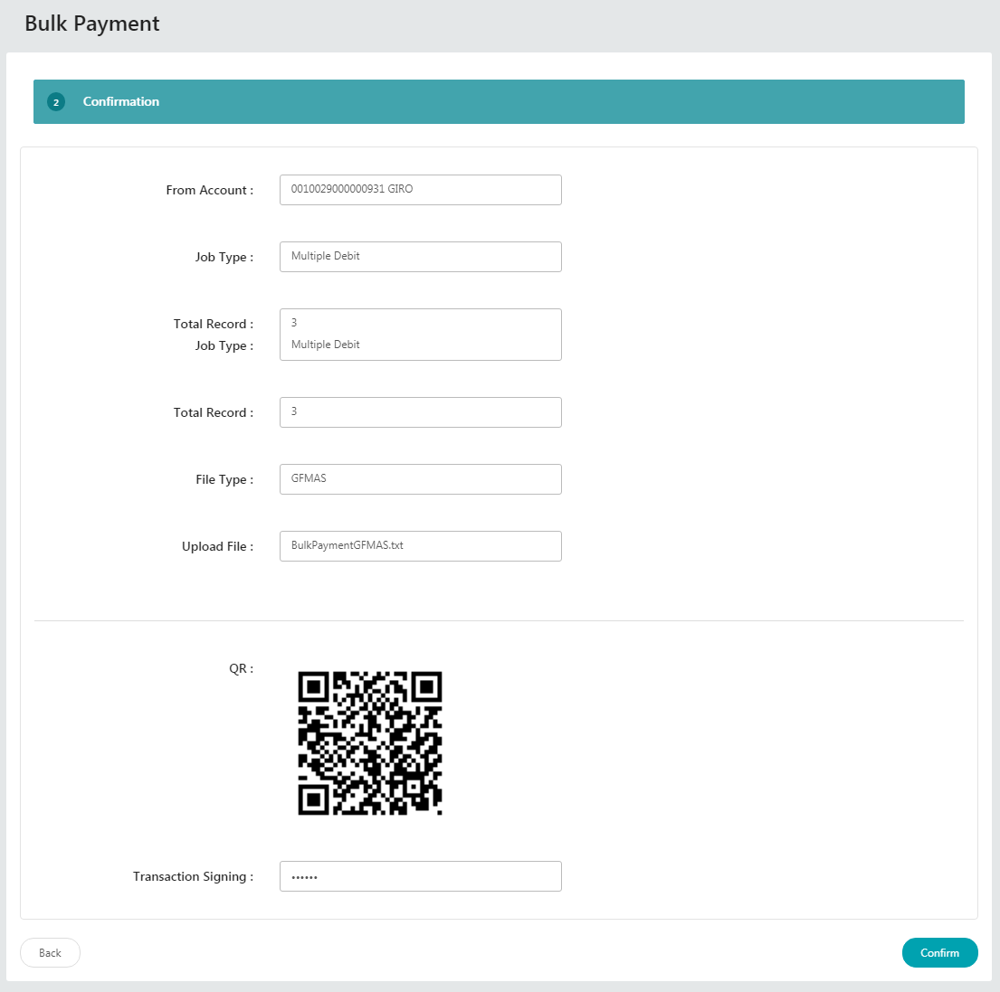 Bulk Payment
2 Confirmation
From Account : 0010029000000931 GIRO
Job Type : Multiple Debit
Total Record : 3
Job Type : Multiple Debit
Total Record : 3
File Type : GFMAS
Upload File : BulkPaymentGFMAS.txt
QR :
Transaction Signing : ••••••
Back Confirm